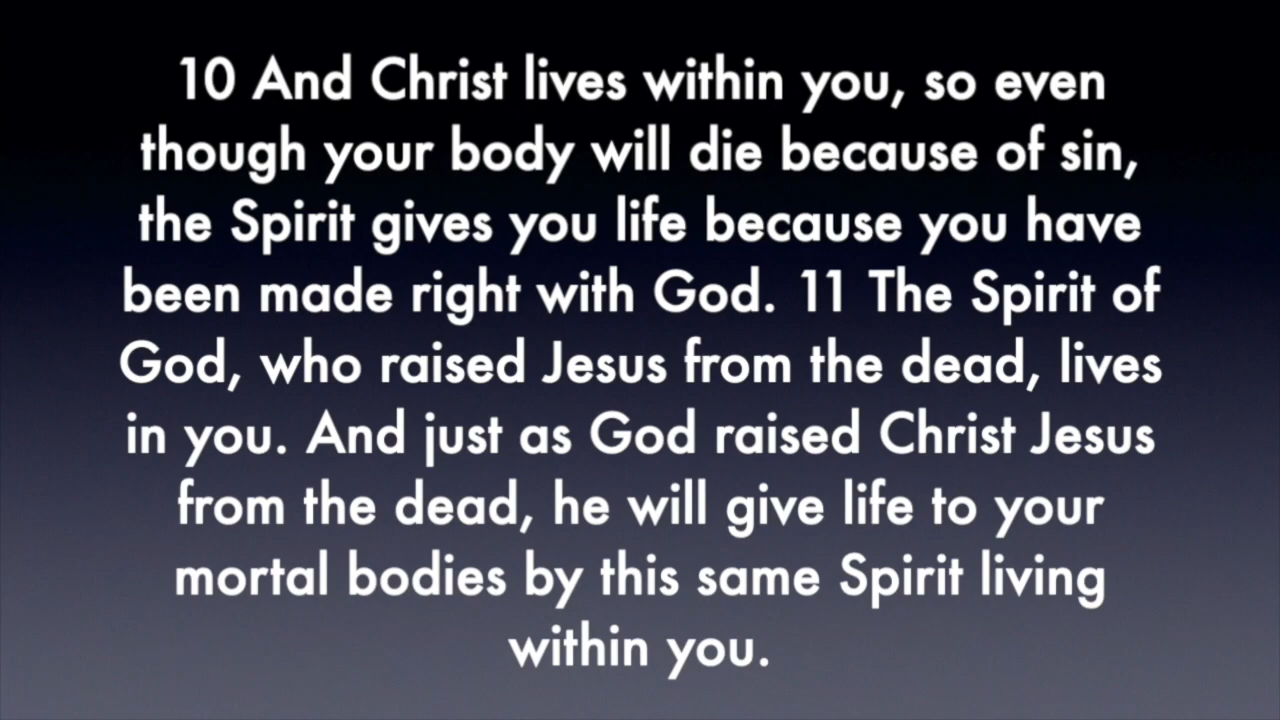 10 And Christ lives within you, so even
though your body will die because of sin,
the Spirit gives you life because you have
been made right with God. 11 The Spirit of
God, who raised Jesus from the dead, lives
in you. And just as God raised Christ Jesus
from the dead, he will give life to your
mortal bodies by this same Spirit living
within you.